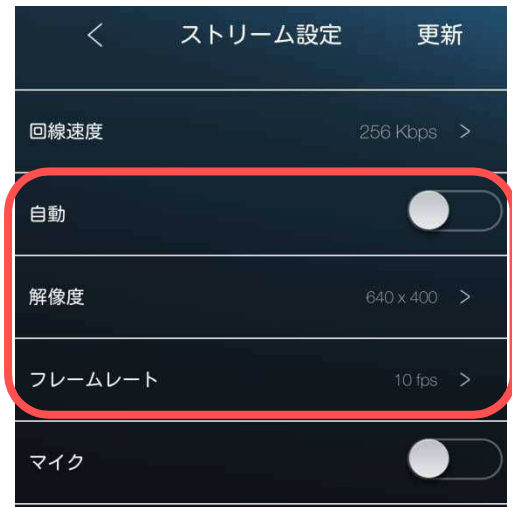 < ストリーム設定 更新
回線速度 256 Kbps >
自動
解像度 640 x 400 >
フレームレート 10 fps >
マイク